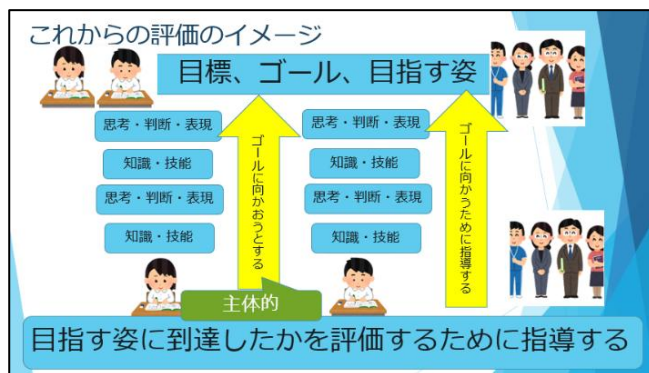 これからの評価のイメージ
目標、ゴール、目指す姿
思考・判断・表現
知識・技能
思考・判断・表現
知識・技能
ゴールに向かおうとする
思考・判断・表現
知識・技能
思考・判断・表現
知識・技能
ゴールに向かうために指導する
主体的
目指す姿に到達したかを評価するために指導する